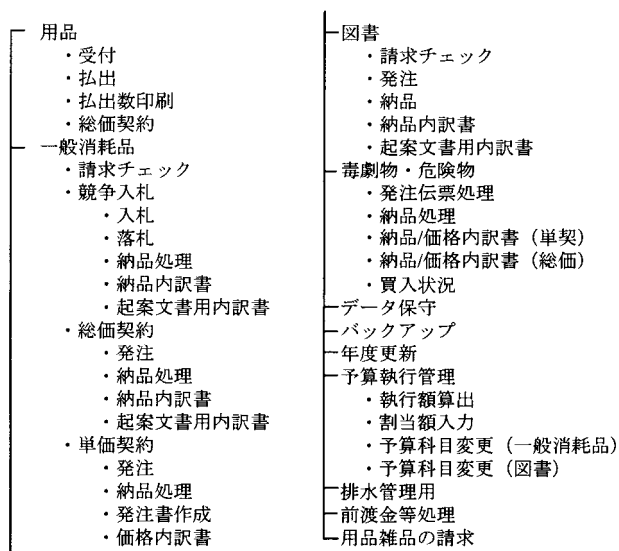 用品
・受付
・払出
・払出数印刷
・総価契約
一般消耗品
・請求チェック
・競争入札
・入札
・落札
・納品処理
・納品内訳書
・起案文書用内訳書
・総価契約
・発注
・納品処理
・納品内訳書
・起案文書用内訳書
・単価契約
・発注
・納品処理
・発注書作成
・価格内訳書
図書
・請求チェック
・発注
・納品
・納品内訳書
・起案文書用内訳書
毒劇物・危険物
・発注伝票処理
・納品処理
・納品/価格内訳書（単契）
・納品/価格内訳書（総価）
・買入状況
データ保守
バックアップ
年度更新
予算執行管理
・執行額算出
・割当額入力
・予算科目変更（一般消耗品）
・予算科目変更（図書）
排水管理用
前渡金等処理
用品雑品の請求